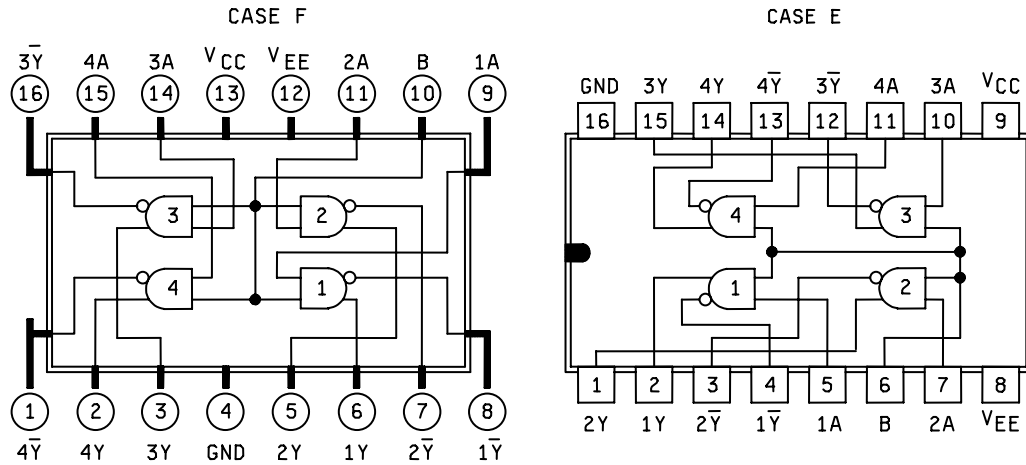 CASE F
3Y̅ 4A 3A VCC VEE 2A B 1A
16 15 14 13 12 11 10 9
3 2
4 1
1 2 3 4 5 6 7 8
4Y̅ 4Y 3Y GND 2Y 1Y 2Y̅ 1Y̅
CASE E
GND 3Y 4Y 4Y̅ 3Y̅ 4A 3A VCC
16 15 14 13 12 11 10 9
4 3
1 2
1 2 3 4 5 6 7 8
2Y 1Y 2Y̅ 1Y̅ 1A B 2A VEE